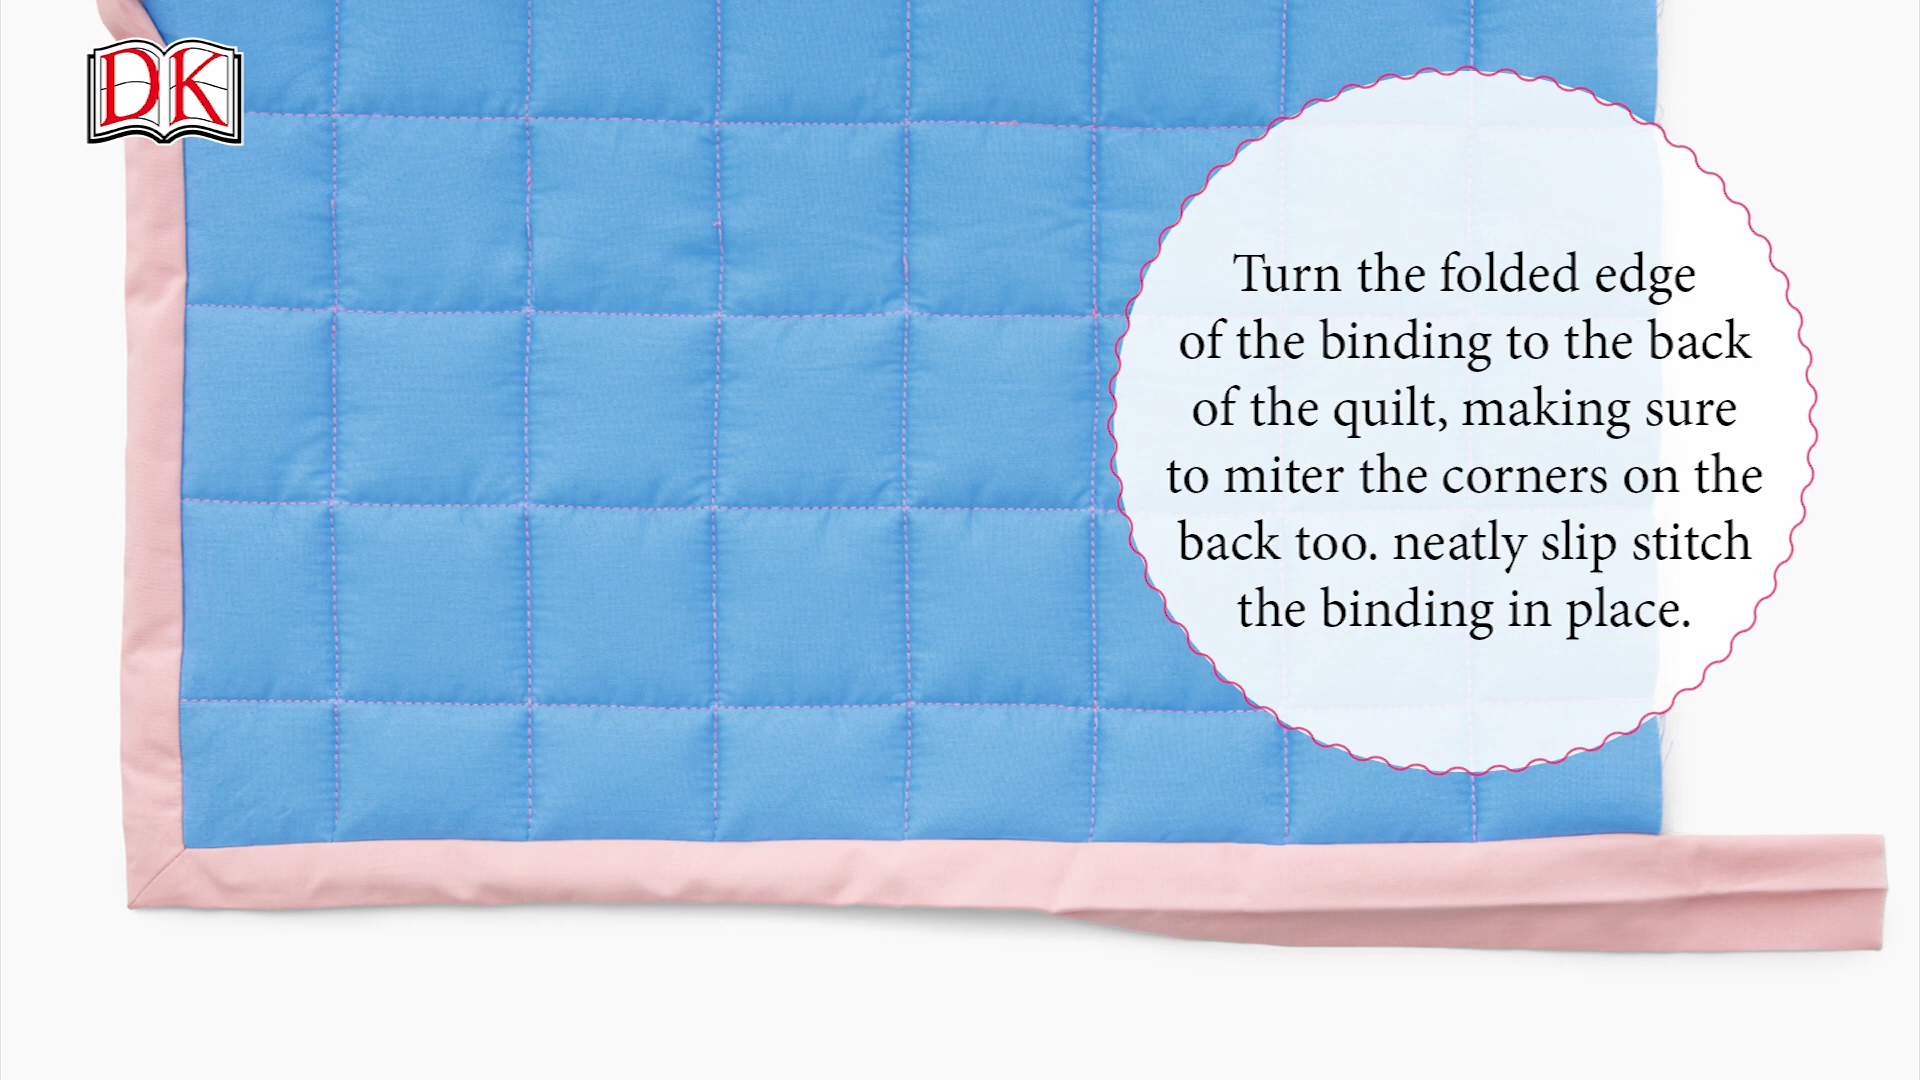 DK
Turn the folded edge
of the binding to the back
of the quilt, making sure
to miter the corners on the
back too. neatly slip stitch
the binding in place.